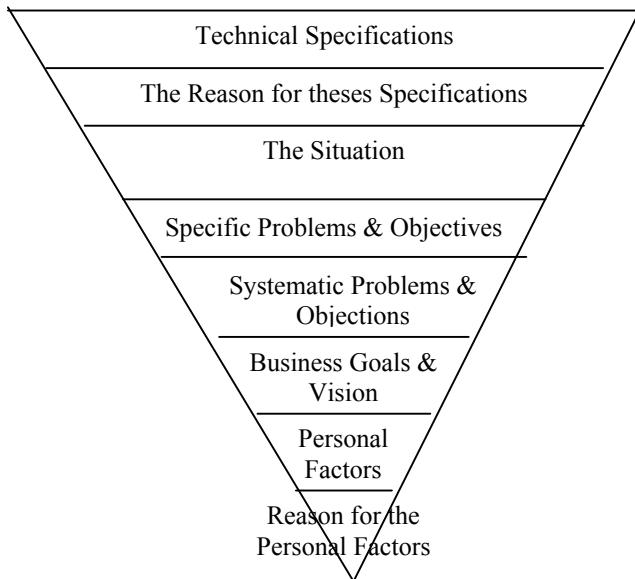 Technical Specifications
The Reason for theses Specifications
The Situation
Specific Problems & Objectives
Systematic Problems &
Objections
Business Goals &
Vision
Personal
Factors
Reason for the
Personal Factors